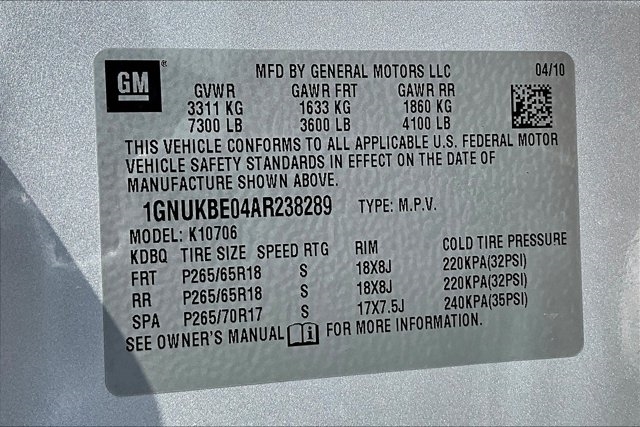 GM ® MFD BY GENERAL MOTORS LLC 04/10
GVWR GAWR FRT GAWR RR
3311 KG 1633 KG 1860 KG
7300 LB 3600 LB 4100 LB
THIS VEHICLE CONFORMS TO ALL APPLICABLE U.S. FEDERAL MOTOR
VEHICLE SAFETY STANDARDS IN EFFECT ON THE DATE OF
MANUFACTURE SHOWN ABOVE.
1GNUKBE04AR238289 TYPE: M.P.V.
MODEL: K10706
KDBQ TIRE SIZE SPEED RTG RIM COLD TIRE PRESSURE
FRT P265/65R18 S 18X8J 220KPA(32PSI)
RR P265/65R18 S 18X8J 220KPA(32PSI)
SPA P265/70R17 S 17X7.5J 240KPA(35PSI)
SEE OWNER'S MANUAL i FOR MORE INFORMATION.